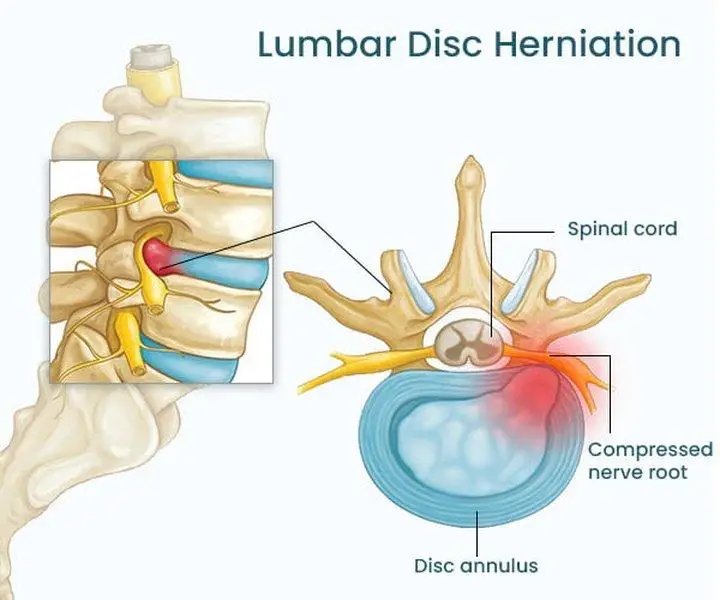 Lumbar Disc Herniation
Spinal cord
Compressed
nerve root
Disc annulus